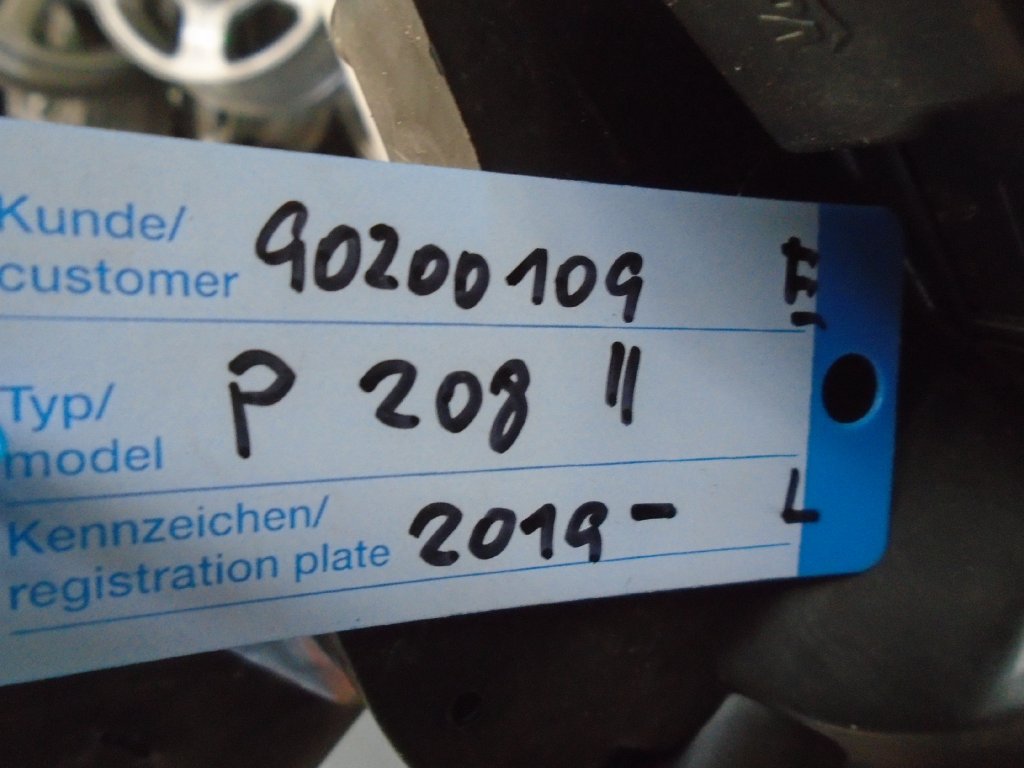 Kunde/
customer 90200109
Typ/
model P 208 II
Kennzeichen/
registration plate 2019- L